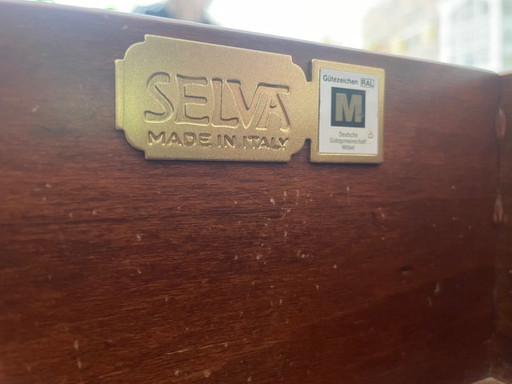 SELVA
MADE IN ITALY
Gütezeichen RAL
M
Deutsche
Gütegemeinschaft
Möbel